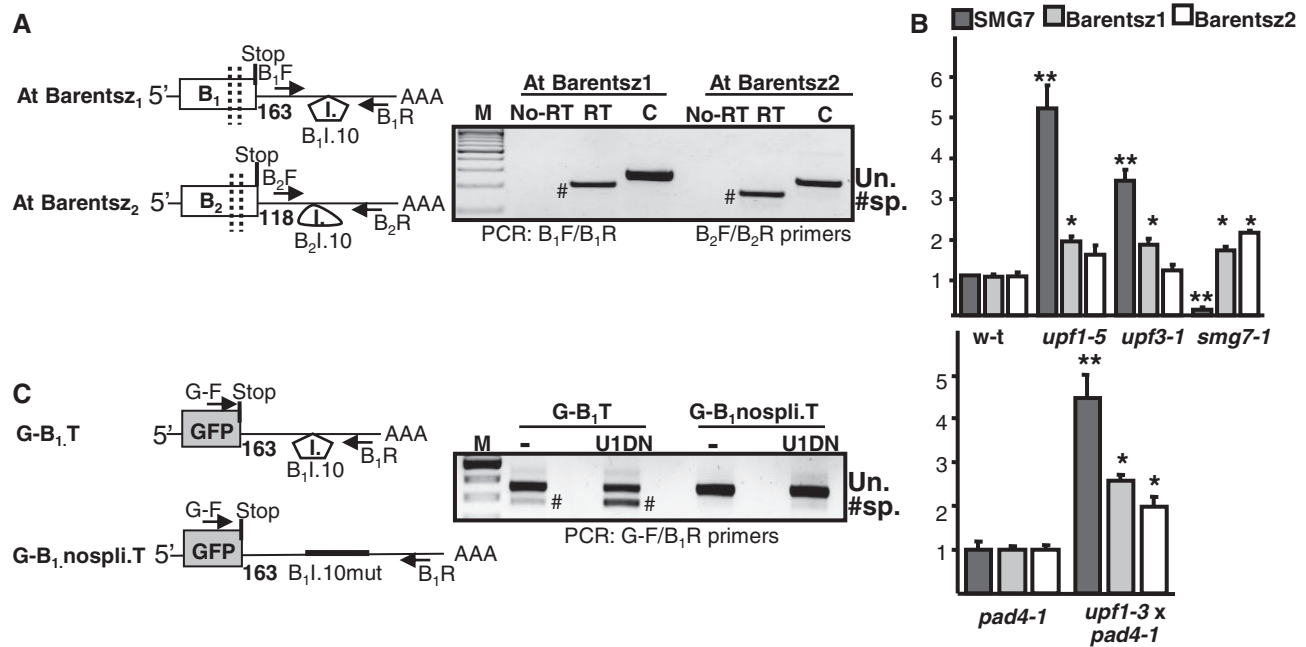 A
Stop
B1F
At Barentsz1 5' B1 163 I. B1R AAA
B1I.10
Stop
B2F
At Barentsz2 5' B2 118 I. B2R AAA
B2I.10
At Barentsz1 At Barentsz2
M No-RT RT C No-RT RT C
# # Un.
#sp.
PCR: B1F/B1R B2F/B2R primers
B
SMG7 Barentsz1 Barentsz2
6
5
4
3
2
1
** * ** * ** * *
w-t upf1-5 upf3-1 smg7-1
5
4
3
2
1
** * *
pad4-1 upf1-3 x
pad4-1
C
G-F Stop
G-B1.T 5' GFP 163 I. B1R AAA
B1I.10
G-F Stop
G-B1.nospli.T 5' GFP 163 B1I.10mut B1R AAA
G-B1T G-B1nospli.T
M - U1DN - U1DN
# # Un.
#sp.
PCR: G-F/B1R primers